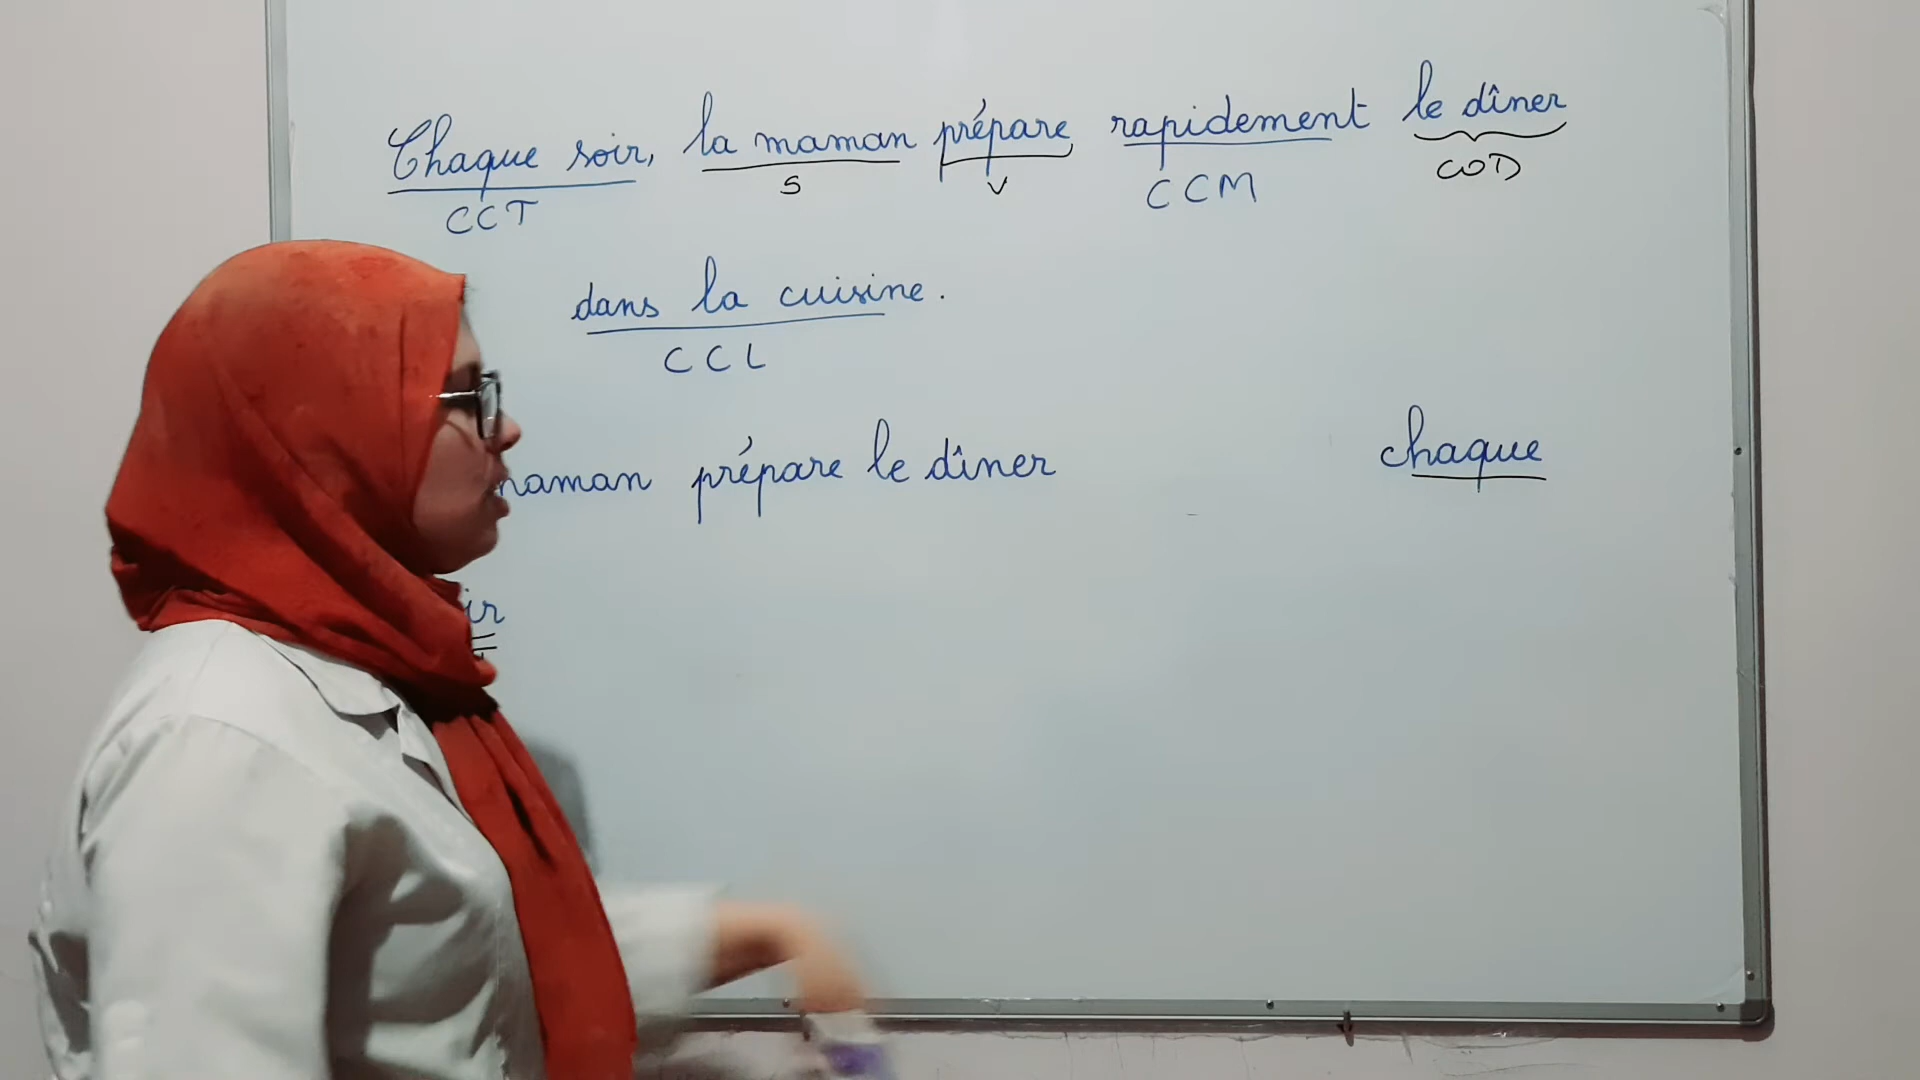 Chaque soir, la maman prépare rapidement le dîner
CCT S V CCM COD
dans la cuisine.
CCL
maman prépare le dîner
chaque